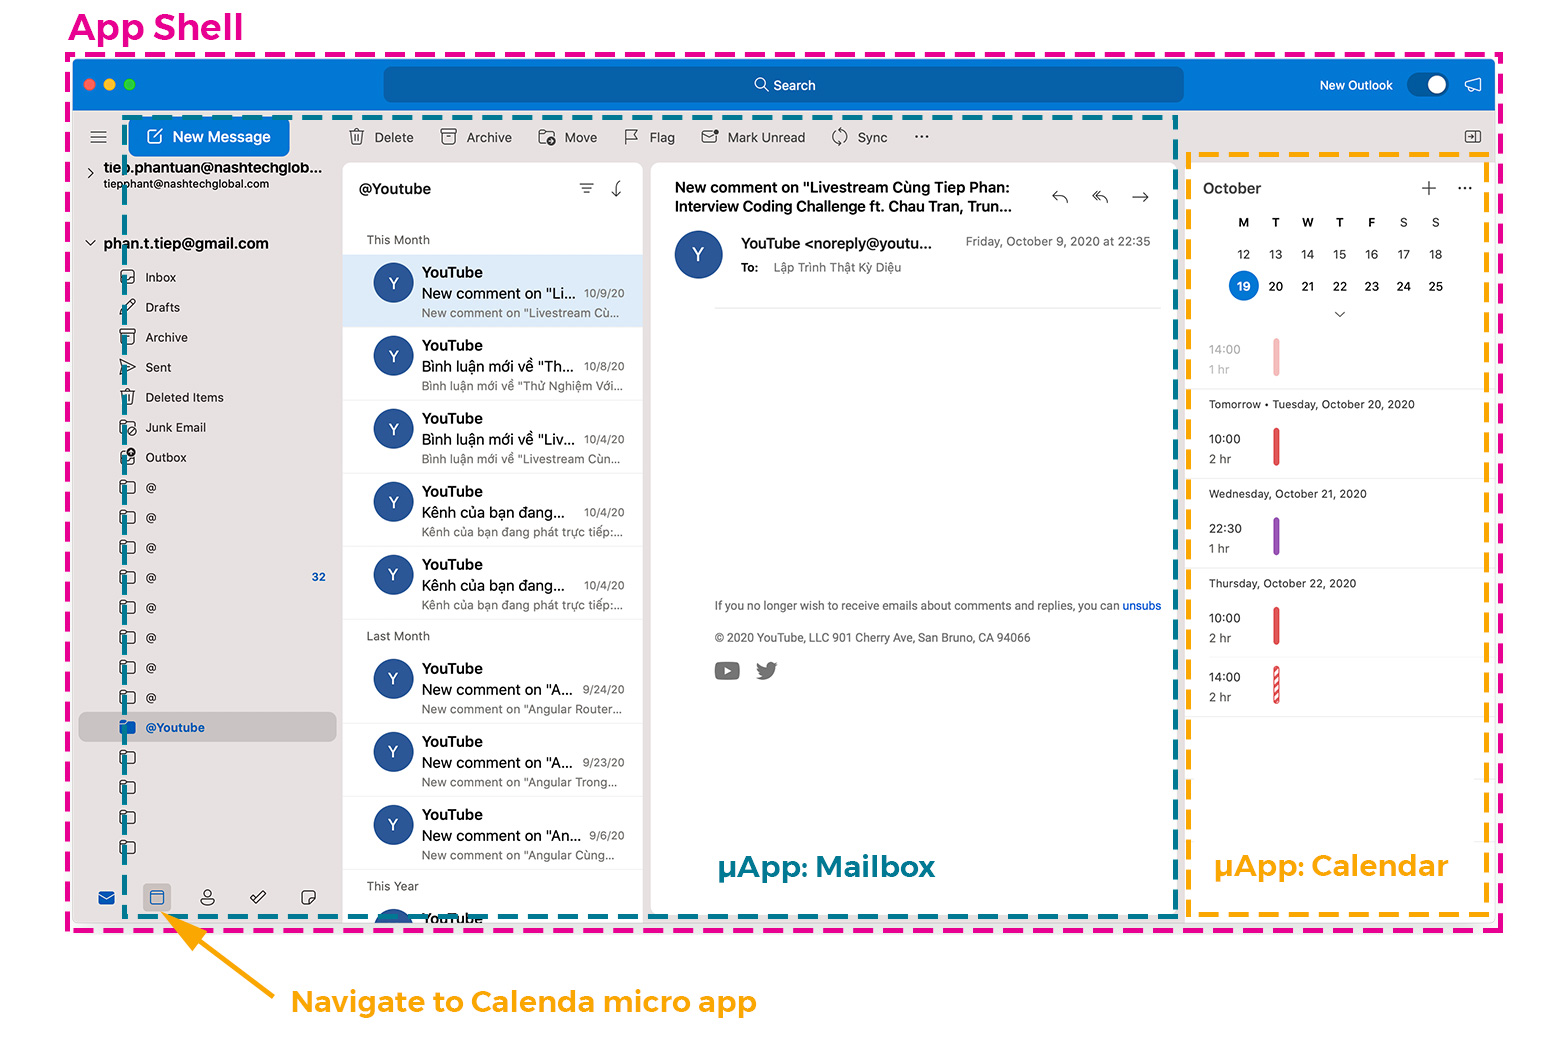 App Shell
Search
New Outlook
New Message
Delete
Archive
Move
Flag
Mark Unread
Sync
tiep.phantuan@nashtechglob...
tiepphant@nashtechglobal.com
phan.t.tiep@gmail.com
Inbox
Drafts
Archive
Sent
Deleted Items
Junk Email
Outbox
@
@
@
@ 32
@
@
@
@
@Youtube
@Youtube
This Month
Y
YouTube
New comment on "Li... 10/9/20
New comment on "Livestream Cù...
Y
YouTube
Bình luận mới về "Th... 10/8/20
Bình luận mới về "Thử Nghiệm Với...
Y
YouTube
Bình luận mới về "Liv... 10/4/20
Bình luận mới về "Livestream Cùn...
Y
YouTube
Kênh của bạn đang... 10/4/20
Kênh của bạn đang phát trực tiếp:...
Y
YouTube
Kênh của bạn đang... 10/4/20
Kênh của bạn đang phát trực tiếp:...
Last Month
Y
YouTube
New comment on "A... 9/24/20
New comment on "Angular Router...
Y
YouTube
New comment on "A... 9/23/20
New comment on "Angular Trong...
Y
YouTube
New comment on "An... 9/6/20
New comment on "Angular Cùng...
This Year
YouTube
New comment on "Livestream Cùng Tiep Phan:
Interview Coding Challenge ft. Chau Tran, Trun...
Y
YouTube <noreply@youtu...
Friday, October 9, 2020 at 22:35
To: Lập Trình Thật Kỳ Diệu
If you no longer wish to receive emails about comments and replies, you can unsubs
© 2020 YouTube, LLC 901 Cherry Ave, San Bruno, CA 94066
µApp: Mailbox
October
M T W T F S S
12 13 14 15 16 17 18
19 20 21 22 23 24 25
14:00
1 hr
Tomorrow • Tuesday, October 20, 2020
10:00
2 hr
Wednesday, October 21, 2020
22:30
1 hr
Thursday, October 22, 2020
10:00
2 hr
14:00
2 hr
µApp: Calendar
Navigate to Calenda micro app